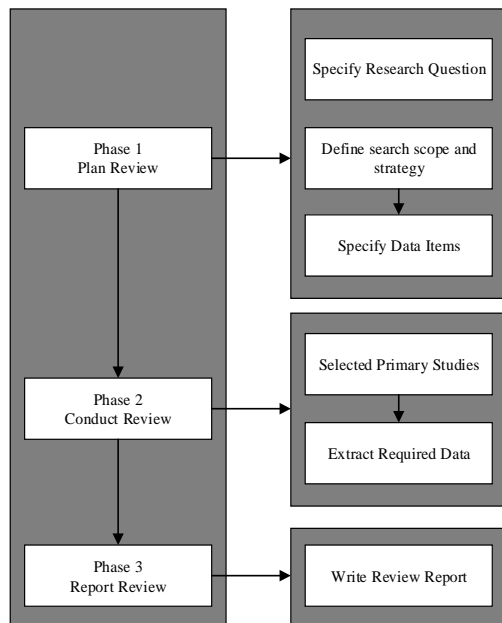 Specify Research Question
Phase 1
Plan Review
Define search scope and
strategy
Specify Data Items
Phase 2
Conduct Review
Selected Primary Studies
Extract Required Data
Phase 3
Report Review
Write Review Report